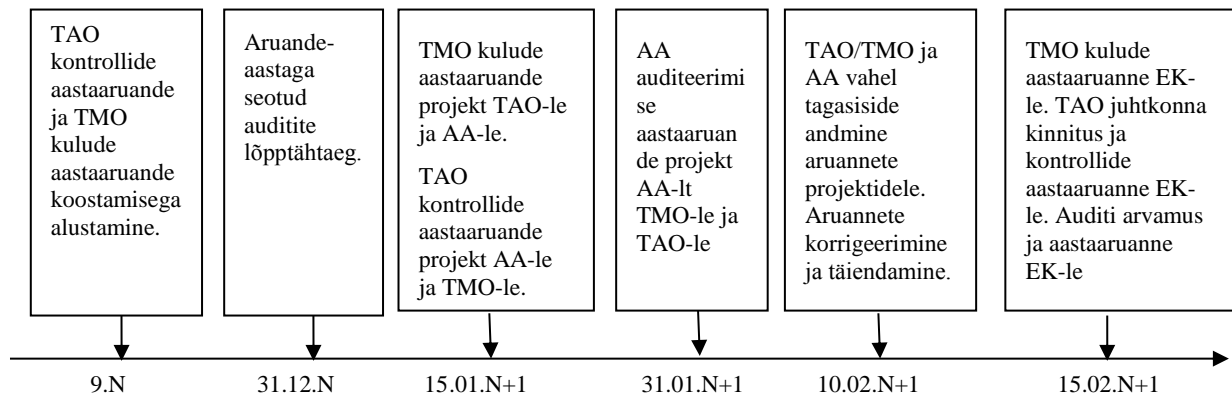 TAO
kontrollide
aastaaruande
ja TMO
kulude
aastaaruande
koostamisega
alustamine.
Aruande-
aastaga
seotud
auditite
lõpptähtaeg.
TMO kulude
aastaaruande
projekt TAO-le
ja AA-le.
TAO
kontrollide
aastaaruande
projekt AA-le
ja TMO-le.
AA
auditeerimi
se
aastaaruan
de projekt
AA-lt
TMO-le ja
TAO-le
TAO/TMO ja
AA vahel
tagasiside
andmine
aruannete
projektidele.
Aruannete
korrigeerimine
ja täiendamine.
TMO kulude
aastaaruanne EK-
le. TAO juhtkonna
kinnitus ja
kontrollide
aastaaruanne EK-
le. Auditi arvamus
ja aastaaruanne
EK-le
9.N
31.12.N
15.01.N+1
31.01.N+1
10.02.N+1
15.02.N+1